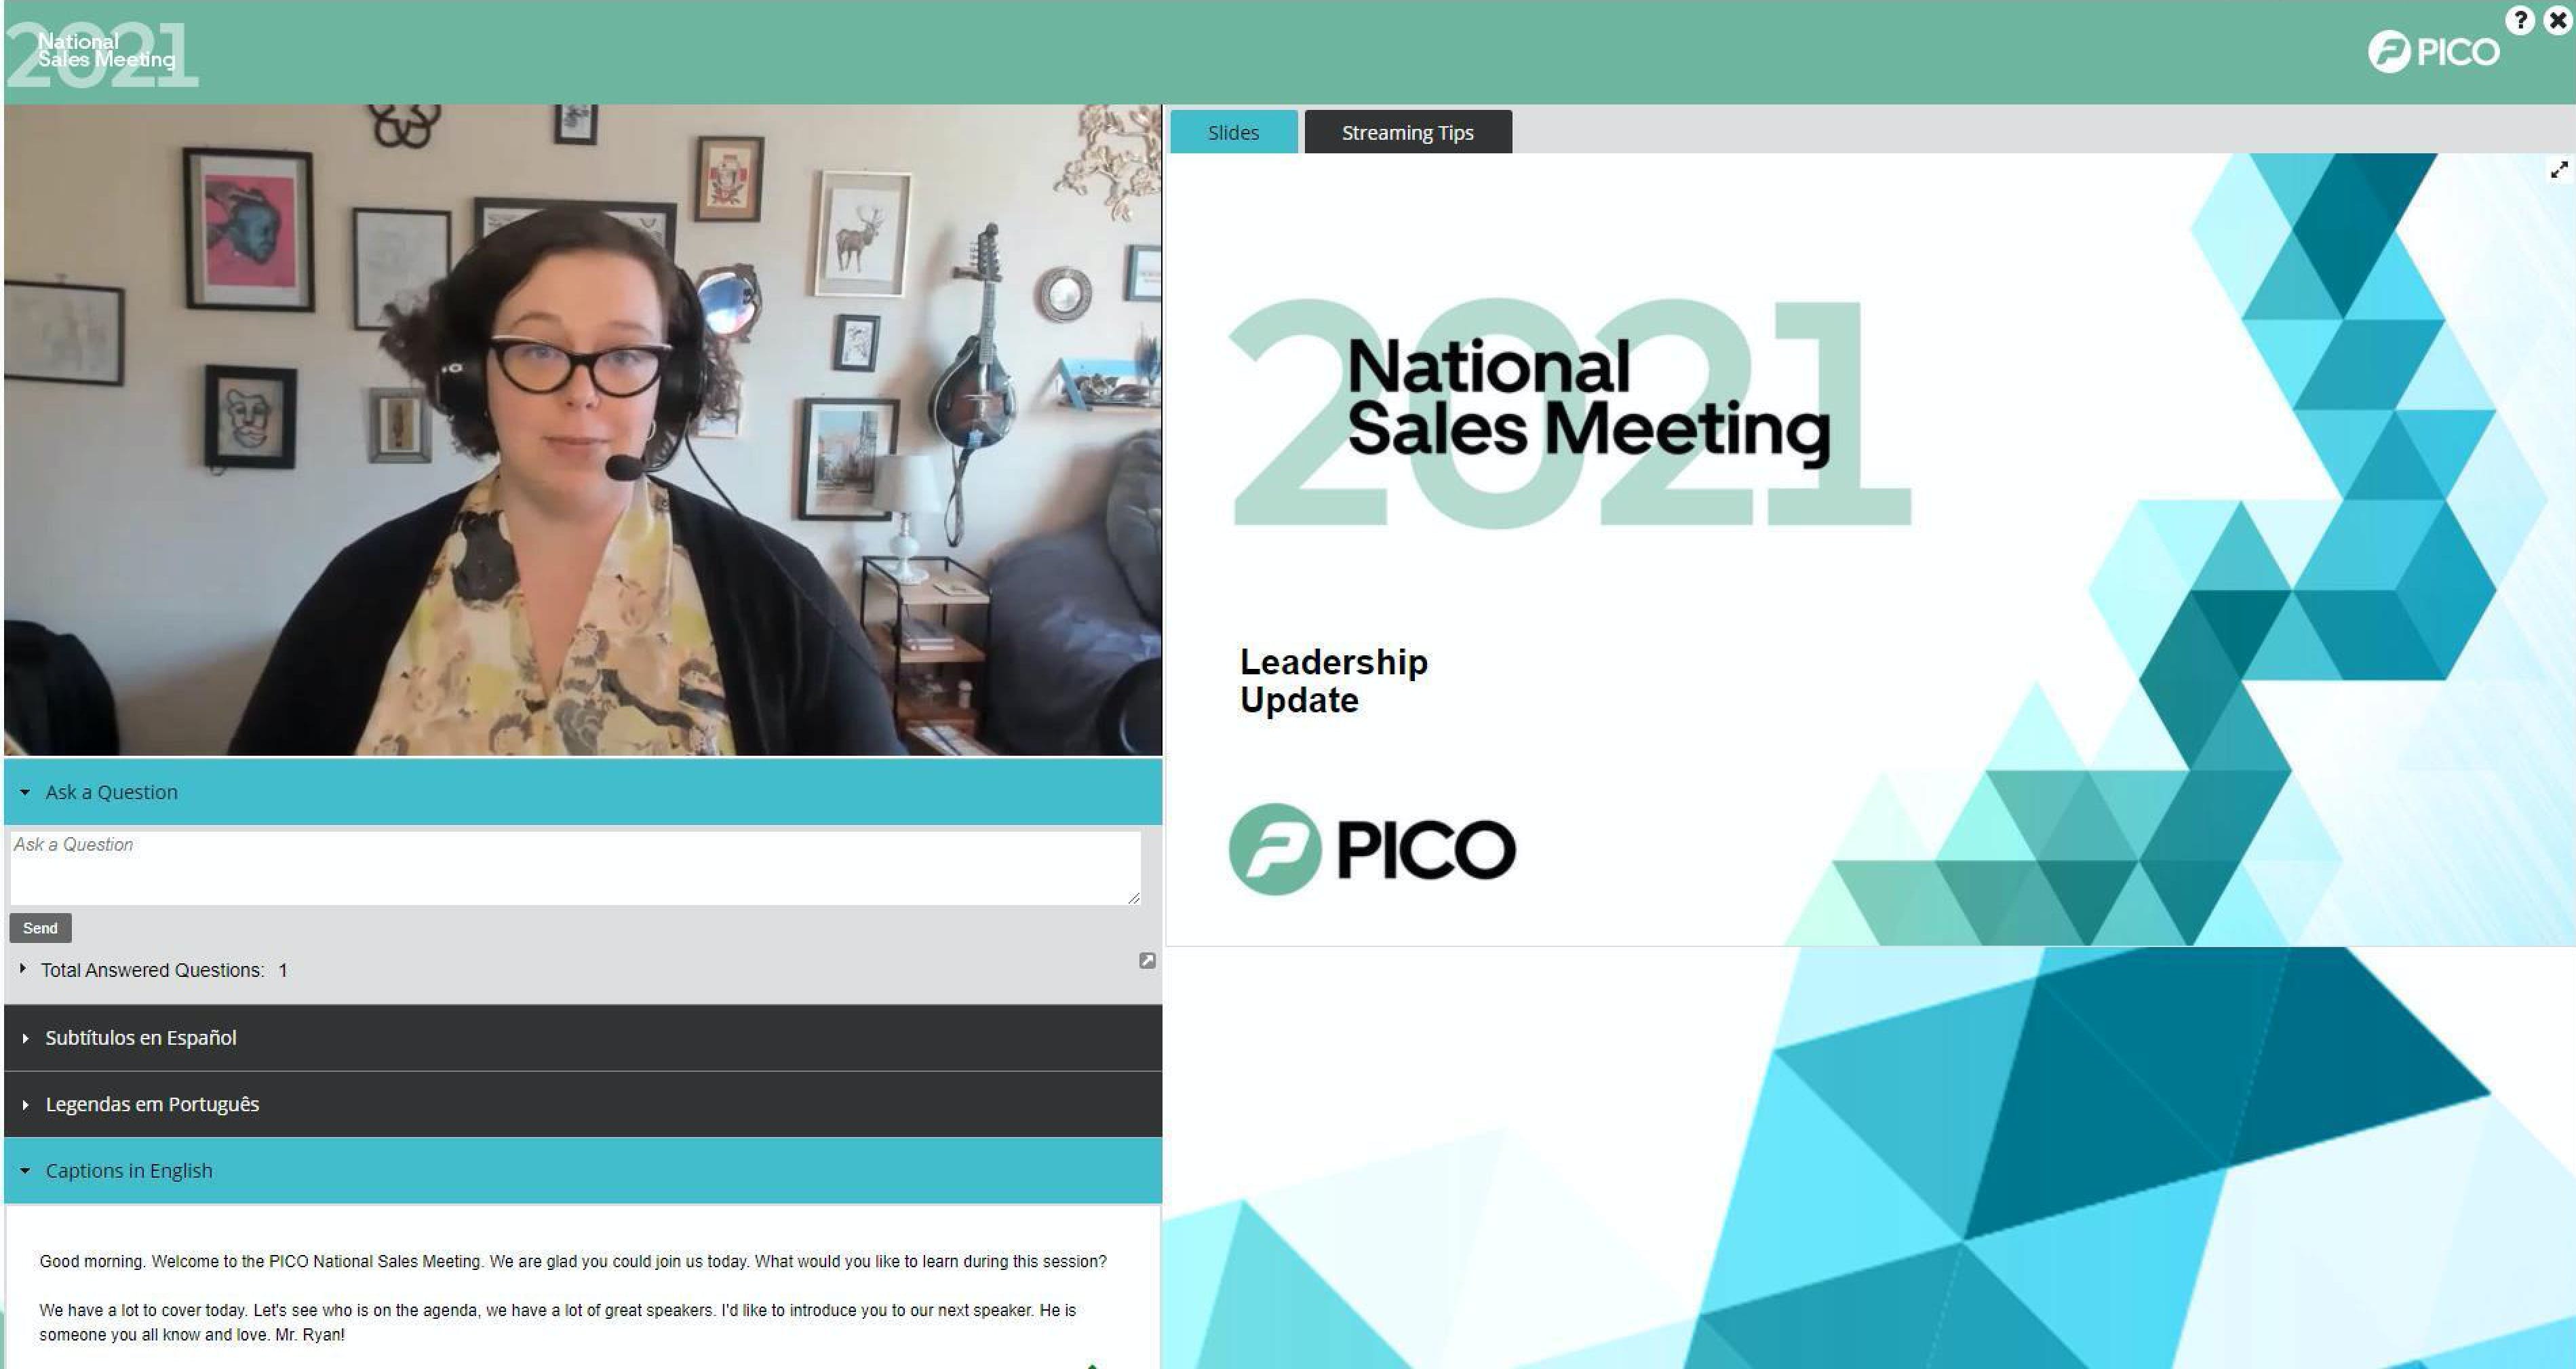 2021
National
Sales Meeting
PICO
?
Slides
Streaming Tips
2021
National
Sales Meeting
Leadership
Update
PICO
Ask a Question
Ask a Question
Send
Total Answered Questions: 1
Subtítulos en Español
Legendas em Português
Captions in English
Good morning. Welcome to the PICO National Sales Meeting. We are glad you could join us today. What would you like to learn during this session?
We have a lot to cover today. Let's see who is on the agenda, we have a lot of great speakers. I'd like to introduce you to our next speaker. He is
someone you all know and love. Mr. Ryan!